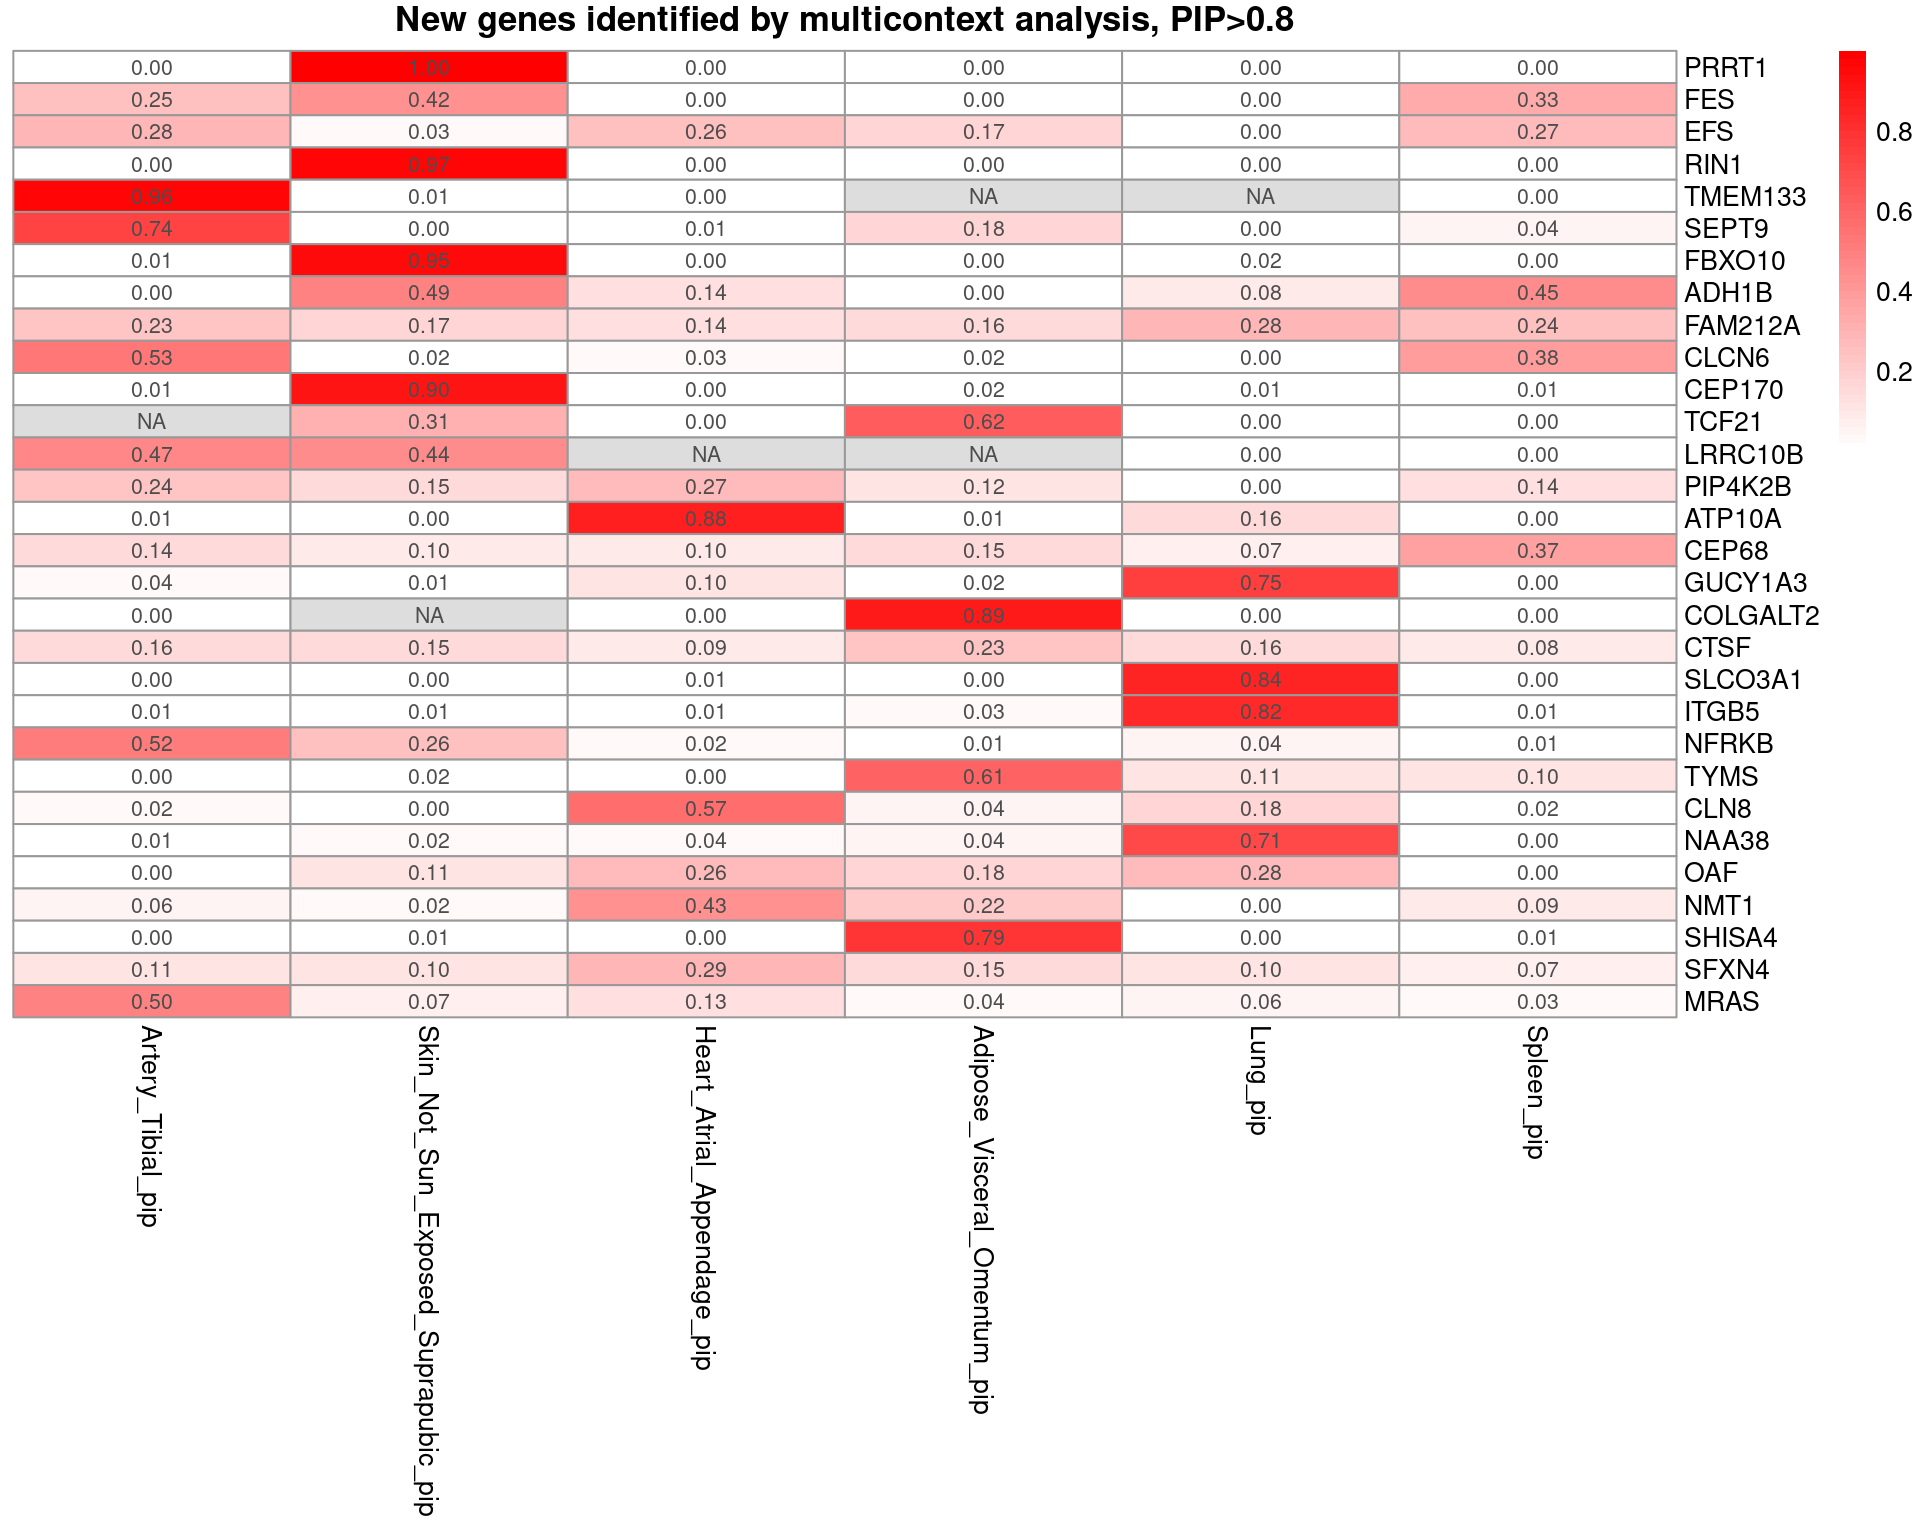 New genes identified by multicontext analysis, PIP>0.8
0.00 1.00 0.00 0.00 0.00 0.00 PRRT1
0.25 0.42 0.00 0.00 0.00 0.33 FES
0.28 0.03 0.26 0.17 0.00 0.27 EFS
0.8
0.00 0.97 0.00 0.00 0.00 0.00 RIN1
0.96 0.01 0.00 NA NA 0.00 TMEM133
0.6
0.74 0.00 0.01 0.18 0.00 0.04 SEPT9
0.01 0.95 0.00 0.00 0.02 0.00 FBXO10
0.00 0.49 0.14 0.00 0.08 0.45 ADH1B
0.4
0.23 0.17 0.14 0.16 0.28 0.24 FAM212A
0.53 0.02 0.03 0.02 0.00 0.38 CLCN6
0.2
0.01 0.90 0.00 0.02 0.01 0.01 CEP170
NA 0.31 0.00 0.62 0.00 0.00 TCF21
0.47 0.44 NA NA 0.00 0.00 LRRC10B
0.24 0.15 0.27 0.12 0.00 0.14 PIP4K2B
0.01 0.00 0.88 0.01 0.16 0.00 ATP10A
0.14 0.10 0.10 0.15 0.07 0.37 CEP68
0.04 0.01 0.10 0.02 0.75 0.00 GUCY1A3
0.00 NA 0.00 0.89 0.00 0.00 COLGALT2
0.16 0.15 0.09 0.23 0.16 0.08 CTSF
0.00 0.00 0.01 0.00 0.84 0.00 SLCO3A1
0.01 0.01 0.01 0.03 0.82 0.01 ITGB5
0.52 0.26 0.02 0.01 0.04 0.01 NFRKB
0.00 0.02 0.00 0.61 0.11 0.10 TYMS
0.02 0.00 0.57 0.04 0.18 0.02 CLN8
0.01 0.02 0.04 0.04 0.71 0.00 NAA38
0.00 0.11 0.26 0.18 0.28 0.00 OAF
0.06 0.02 0.43 0.22 0.00 0.09 NMT1
0.00 0.01 0.00 0.79 0.00 0.01 SHISA4
0.11 0.10 0.29 0.15 0.10 0.07 SFXN4
0.50 0.07 0.13 0.04 0.06 0.03 MRAS
Artery_Tibial_pip
Skin_Not_Sun_Exposed_Suprapubic_pip
Heart_Atrial_Appendage_pip
Adipose_Visceral_Omentum_pip
Lung_pip
Spleen_pip